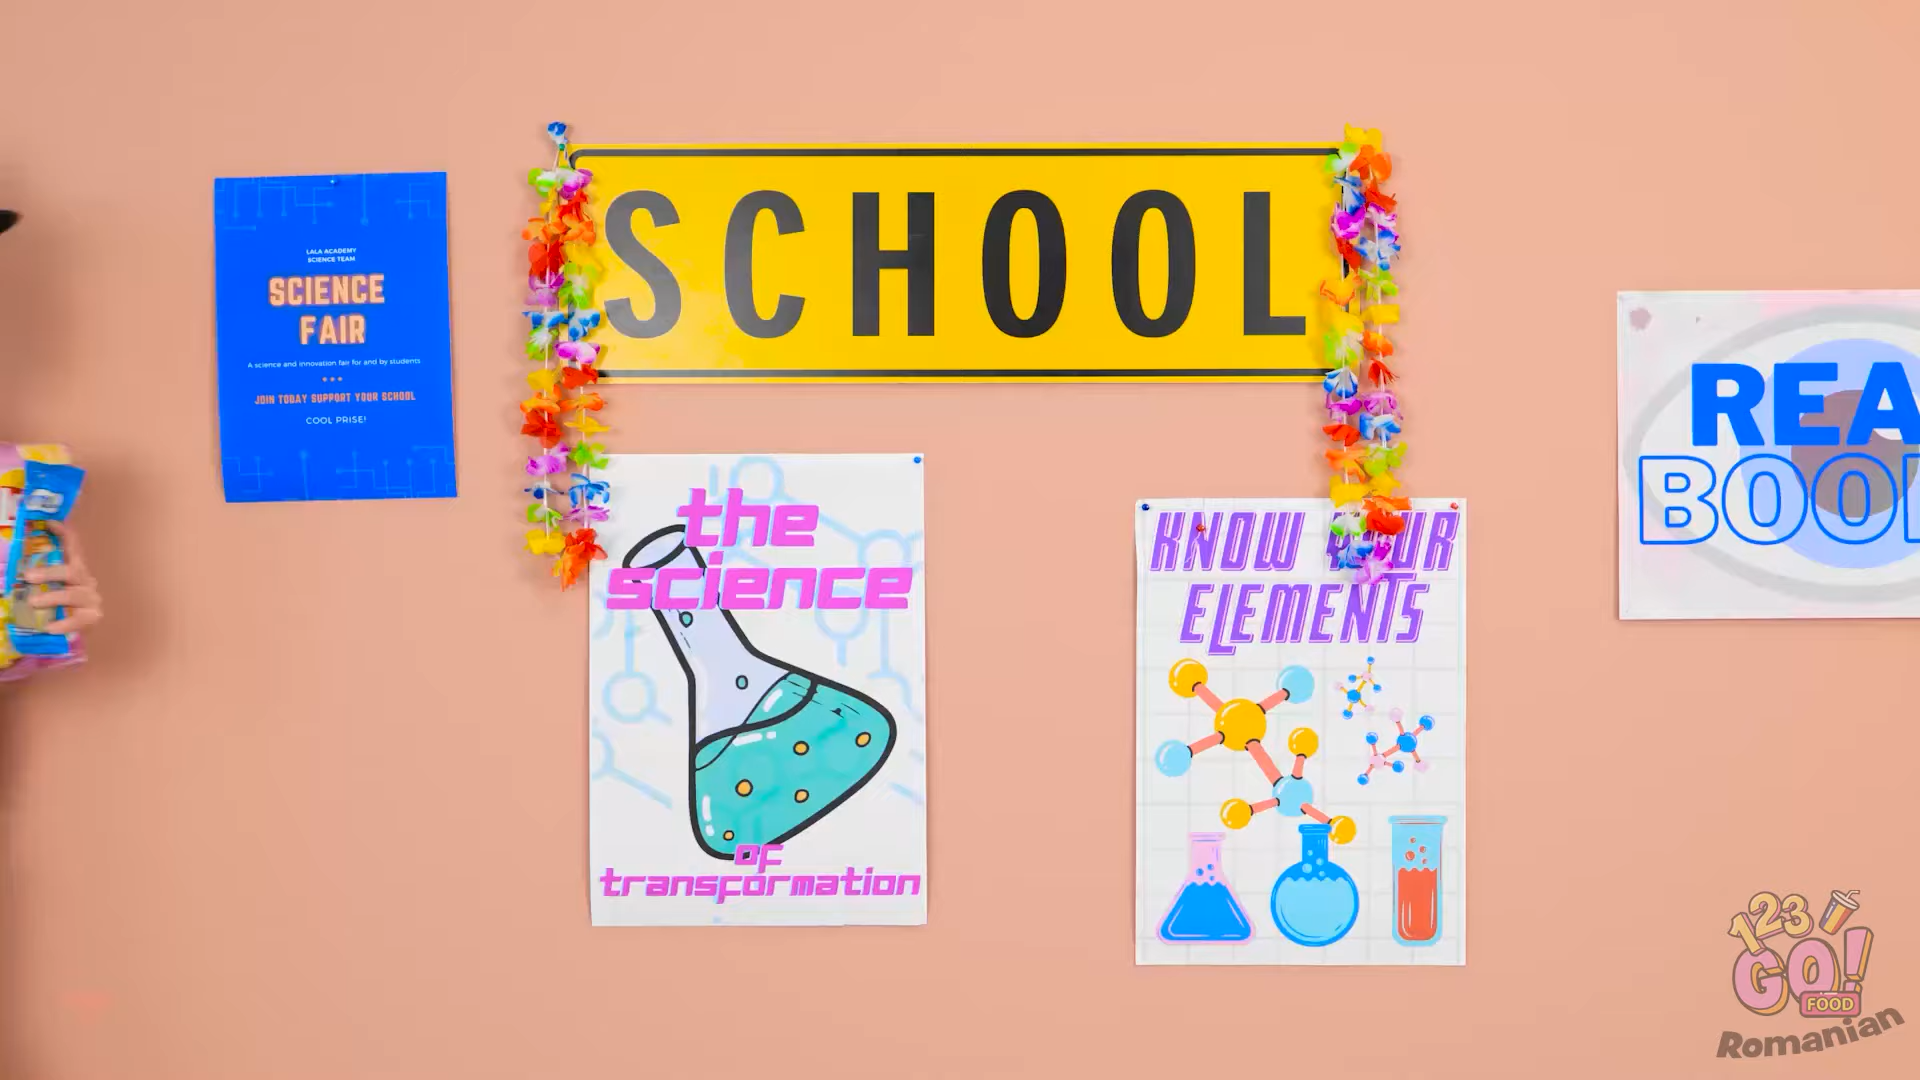 LALA ACADEMY
SCIENCE TEAM
SCIENCE
FAIR
A science and innovation fair for and by students
JOIN TODAY SUPPORT YOUR SCHOOL
COOL PRISE!
SCHOOL
the
science
of
transformation
KNOW YOUR
ELEMENTS
REA
BOO
123
GO!
FOOD
Romanian